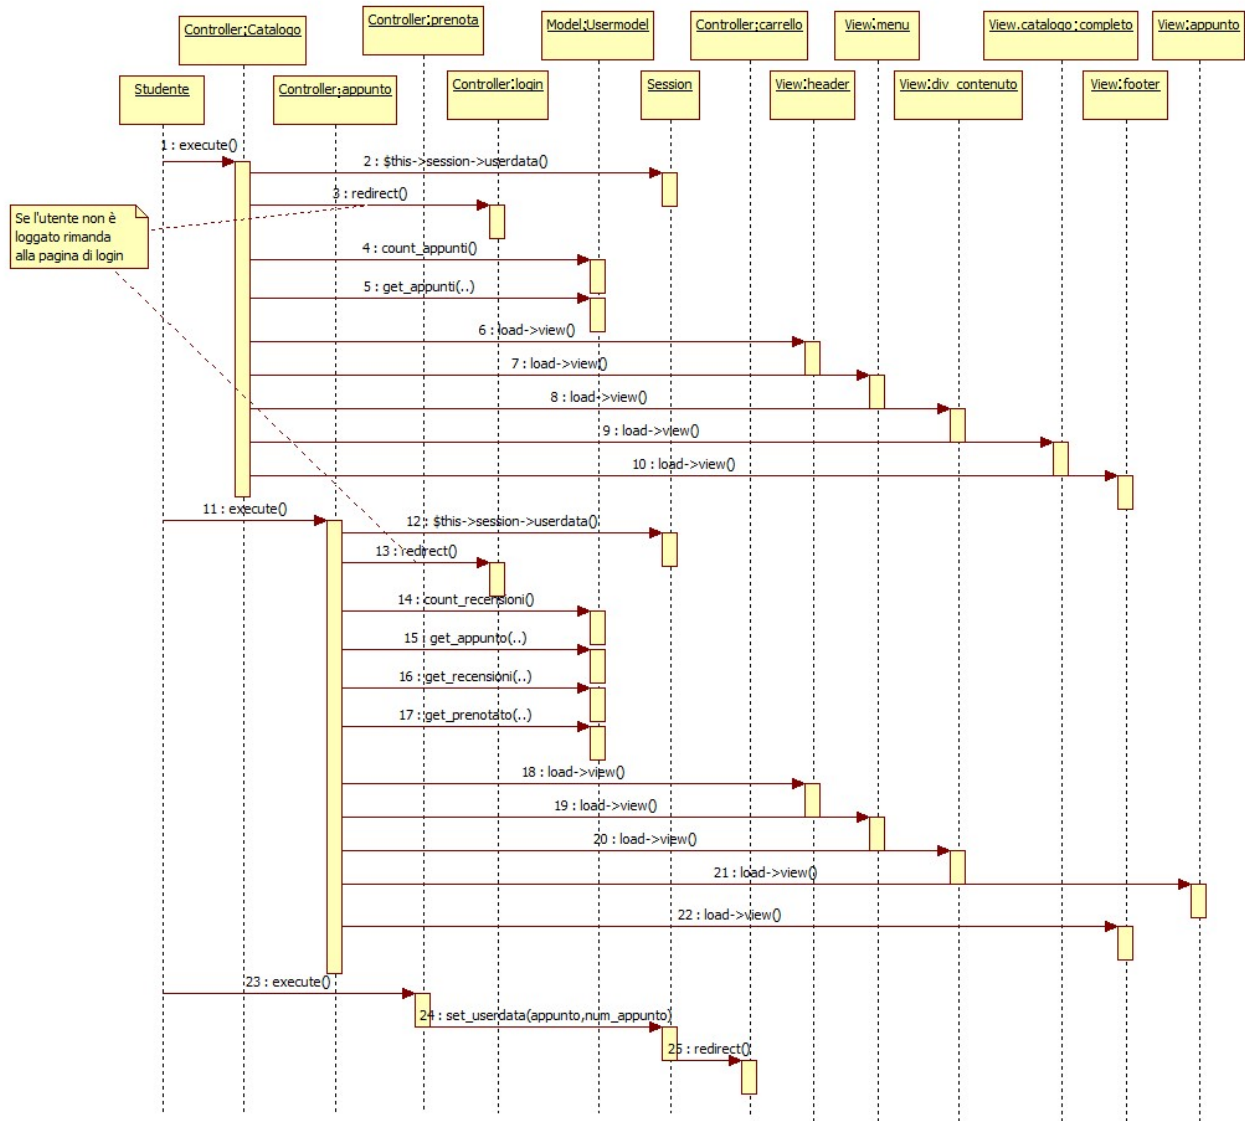 Controller:Catalogo
Controller:prenota
Model:Usermodel
Controller:carrello
View:menu
View.catalogo_completo
View:appunto
Studente
Controller:appunto
Controller:login
Session
View:header
View:div_contenuto
View:footer
1 : execute()
2 : $this->session->userdata()
3 : redirect()
Se l'utente non è
loggato rimanda
alla pagina di login
4 : count_appunti()
5 : get_appunti(..)
6 : load->view()
7 : load->view()
8 : load->view()
9 : load->view()
10 : load->view()
11 : execute()
12 : $this->session->userdata()
13 : redirect()
14 : count_recensioni()
15 : get_appunto(..)
16 : get_recensioni(..)
17 : get_prenotato(..)
18 : load->view()
19 : load->view()
20 : load->view()
21 : load->view()
22 : load->view()
23 : execute()
24 : set_userdata(appunto,num_appunto)
25 : redirect()